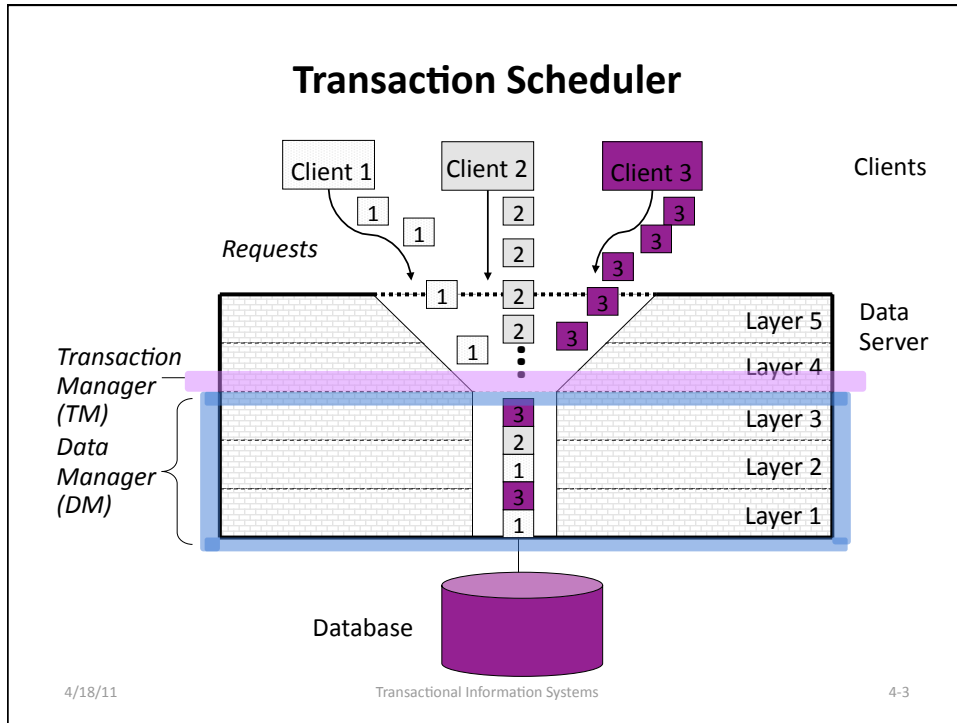 Transaction Scheduler
Client 1
Client 2
Client 3
Clients
1
2
3
1
2
3
Requests
3
1
2
3
Layer 5
Data
Server
2
3
1
Layer 4
Transaction
Manager
(TM)
3
Layer 3
Data
Manager
(DM)
2
1
Layer 2
3
1
Layer 1
Database
4/18/11
Transactional Information Systems
4-3